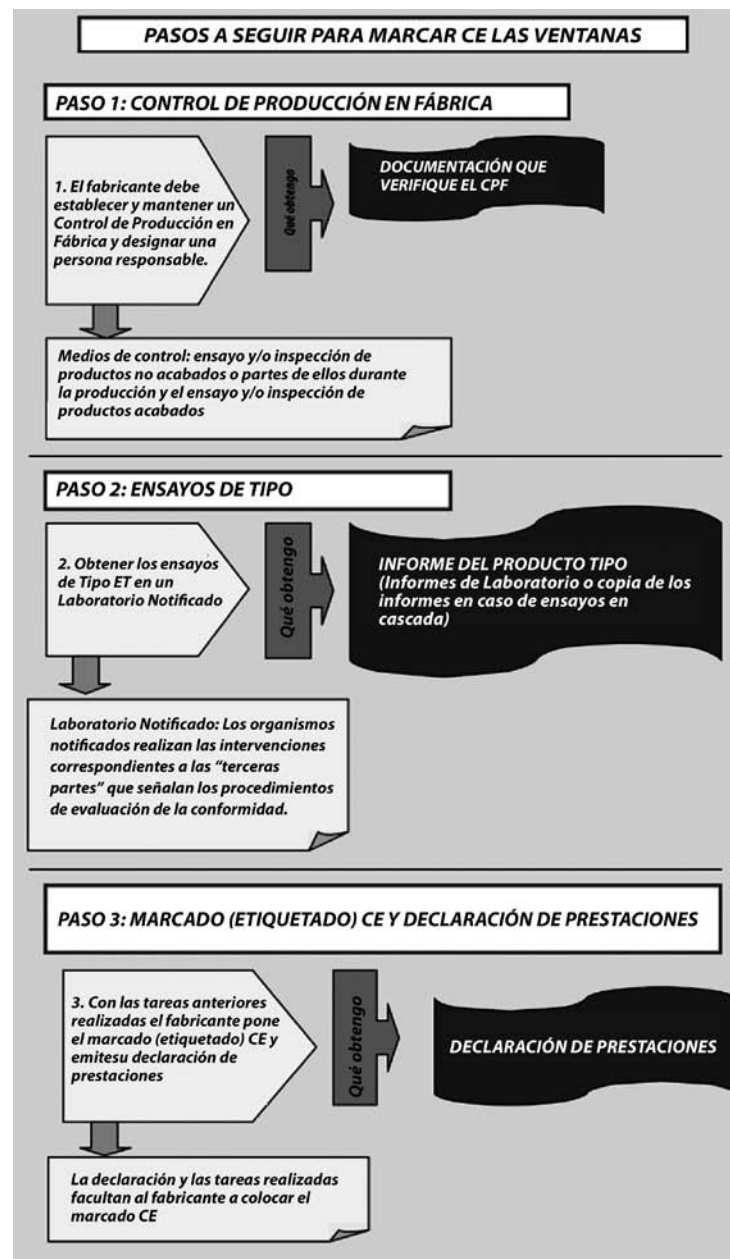 PASOS A SEGUIR PARA MARCAR CE LAS VENTANAS
PASO 1: CONTROL DE PRODUCCIÓN EN FÁBRICA
1. El fabricante debe
establecer y mantener un
Control de Producción en
Fábrica y designar una
persona responsable.
Qué obtengo
DOCUMENTACIÓN QUE
VERIFIQUE EL CPF
Medios de control: ensayo y/o inspección de
productos no acabados o partes de ellos durante
la producción y el ensayo y/o inspección de
productos acabados
PASO 2: ENSAYOS DE TIPO
2. Obtener los ensayos
de Tipo ET en un
Laboratorio Notificado
Qué obtengo
INFORME DEL PRODUCTO TIPO
(Informes de Laboratorio o copia de los
informes en caso de ensayos en
cascada)
Laboratorio Notificado: Los organismos
notificados realizan las intervenciones
correspondientes a las “terceras
partes” que señalan los procedimientos
de evaluación de la conformidad.
PASO 3: MARCADO (ETIQUETADO) CE Y DECLARACIÓN DE PRESTACIONES
3. Con las tareas anteriores
realizadas el fabricante pone
el marcado (etiquetado) CE y
emitesu declaración de
prestaciones
Qué obtengo
DECLARACIÓN DE PRESTACIONES
La declaración y las tareas realizadas
facultan al fabricante a colocar el
marcado CE